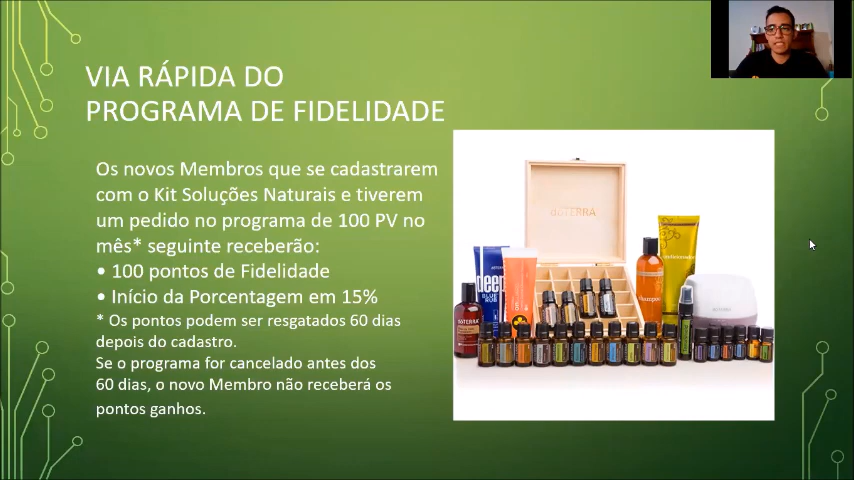 VIA RÁPIDA DO
PROGRAMA DE FIDELIDADE
Os novos Membros que se cadastrarem
com o Kit Soluções Naturais e tiverem
um pedido no programa de 100 PV no
mês* seguinte receberão:
• 100 pontos de Fidelidade
• Início da Porcentagem em 15%
* Os pontos podem ser resgatados 60 dias
depois do cadastro.
Se o programa for cancelado antes dos
60 dias, o novo Membro não receberá os
pontos ganhos.
dōTERRA
deep
BLUE
RUB